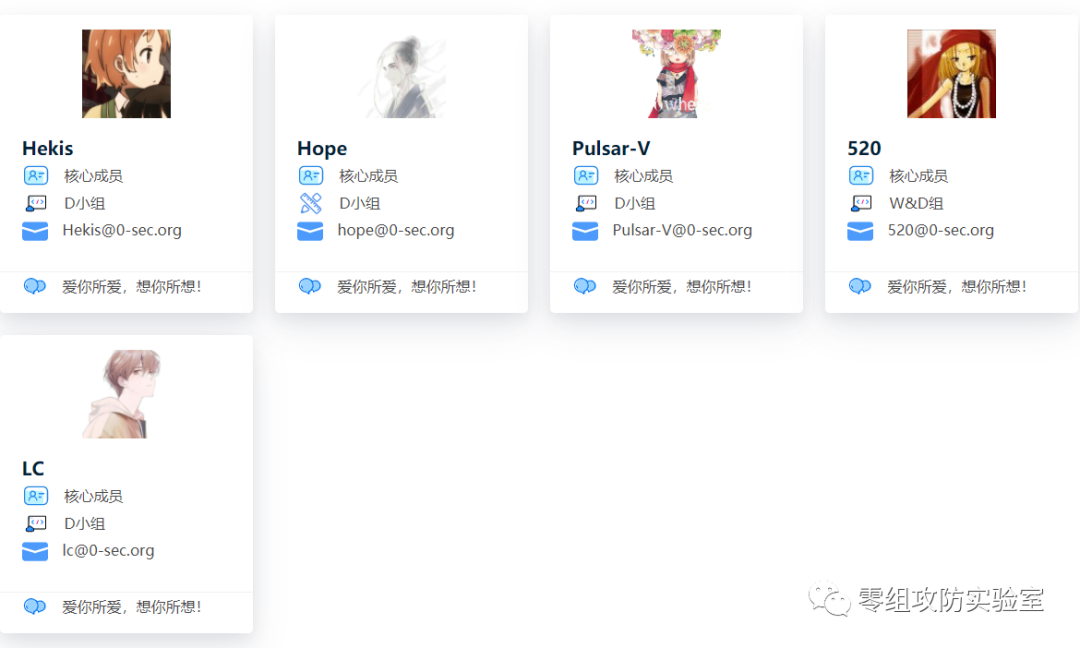 where
Hekis
核心成员
D小组
Hekis@0-sec.org
爱你所爱，想你所想！
Hope
核心成员
D小组
hope@0-sec.org
爱你所爱，想你所想！
Pulsar-V
核心成员
D小组
Pulsar-V@0-sec.org
爱你所爱，想你所想！
520
核心成员
W&D组
520@0-sec.org
爱你所爱，想你所想！
LC
核心成员
D小组
lc@0-sec.org
爱你所爱，想你所想！
零组攻防实验室